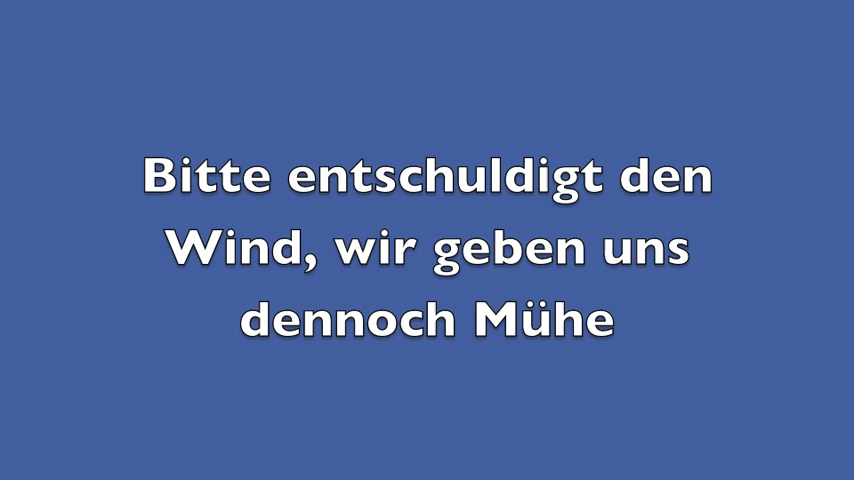 Bitte entschuldigt den
Wind, wir geben uns
dennoch Mühe